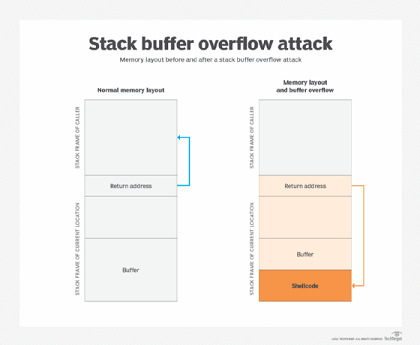 Stack buffer overflow attack
Memory layout before and after a stack buffer overflow attack
Normal memory layout
STACK FRAME OF CALLER
Return address
STACK FRAME OF CURRENT LOCATION
Buffer
Memory layout
and buffer overflow
STACK FRAME OF CALLER
Return address
STACK FRAME OF CURRENT LOCATION
Buffer
Shellcode
TechTarget